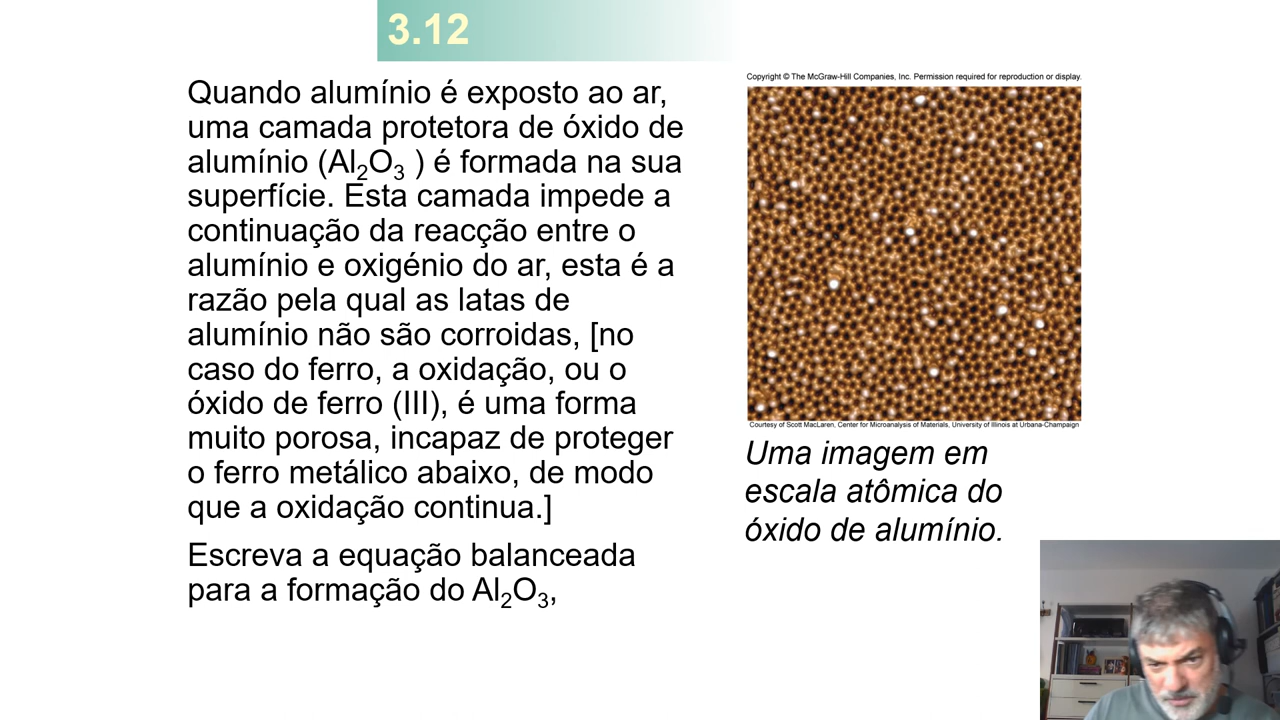 3.12
Quando alumínio é exposto ao ar,
uma camada protetora de óxido de
alumínio (Al₂O₃ ) é formada na sua
superfície. Esta camada impede a
continuação da reacção entre o
alumínio e oxigénio do ar, esta é a
razão pela qual as latas de
alumínio não são corroidas, [no
caso do ferro, a oxidação, ou o
óxido de ferro (III), é uma forma
muito porosa, incapaz de proteger
o ferro metálico abaixo, de modo
que a oxidação continua.]
Escreva a equação balanceada
para a formação do Al₂O₃,
Copyright © The McGraw-Hill Companies, Inc. Permission required for reproduction or display.
Courtesy of Scott MacLaren, Center for Microanalysis of Materials, University of Illinois at Urbana-Champaign
Uma imagem em
escala atômica do
óxido de alumínio.